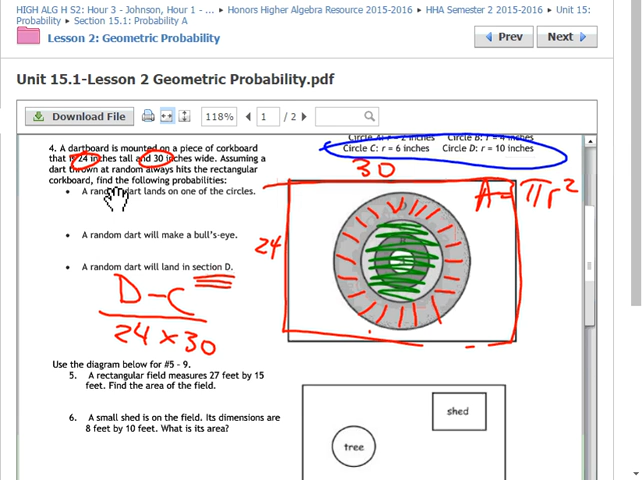 HIGH ALG H S2: Hour 3 - Johnson, Hour 1 - ... > Honors Higher Algebra Resource 2015-2016 > HHA Semester 2 2015-2016 > Unit 15:
Probability > Section 15.1: Probability A
Lesson 2: Geometric Probability
Prev
Next
Unit 15.1-Lesson 2 Geometric Probability.pdf
Download File
118%
1
/ 2
4. A dartboard is mounted on a piece of corkboard
that is 24 inches tall and 30 inches wide. Assuming a
dart thrown at random always hits the rectangular
corkboard, find the following probabilities:
• A random dart lands on one of the circles.
• A random dart will make a bull's-eye.
• A random dart will land in section D.
D-C
24 x 30
Circle A: r = 2 inches Circle B: r = 4 inches
Circle C: r = 6 inches Circle D: r = 10 inches
30
A= πr²
24
Use the diagram below for #5 - 9.
5. A rectangular field measures 27 feet by 15
feet. Find the area of the field.
6. A small shed is on the field. Its dimensions are
8 feet by 10 feet. What is its area?
shed
tree